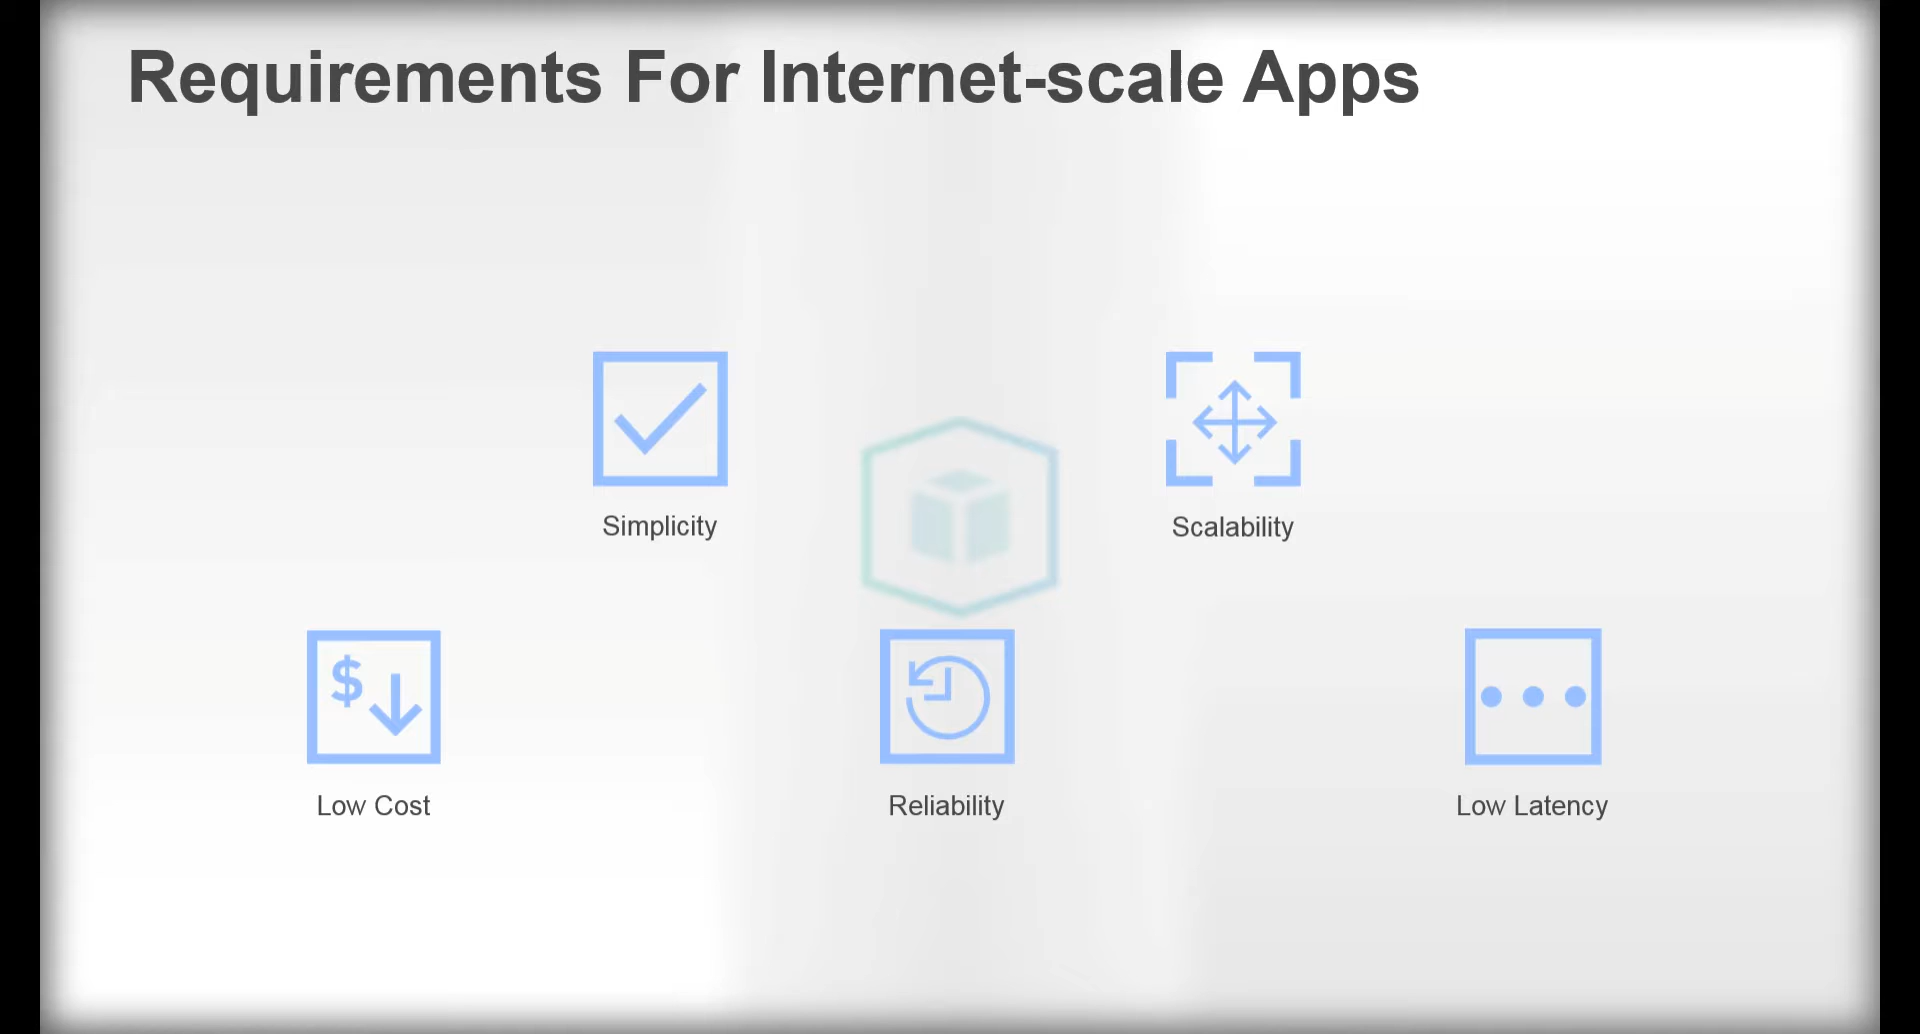 Requirements For Internet-scale Apps
Simplicity
Scalability
$
Low Cost
Reliability
Low Latency